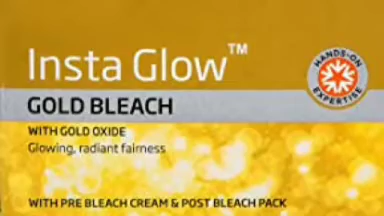 Insta Glow™
HANDS-ON
EXPERTISE
GOLD BLEACH
WITH GOLD OXIDE
Glowing, radiant fairness
WITH PRE BLEACH CREAM & POST BLEACH PACK